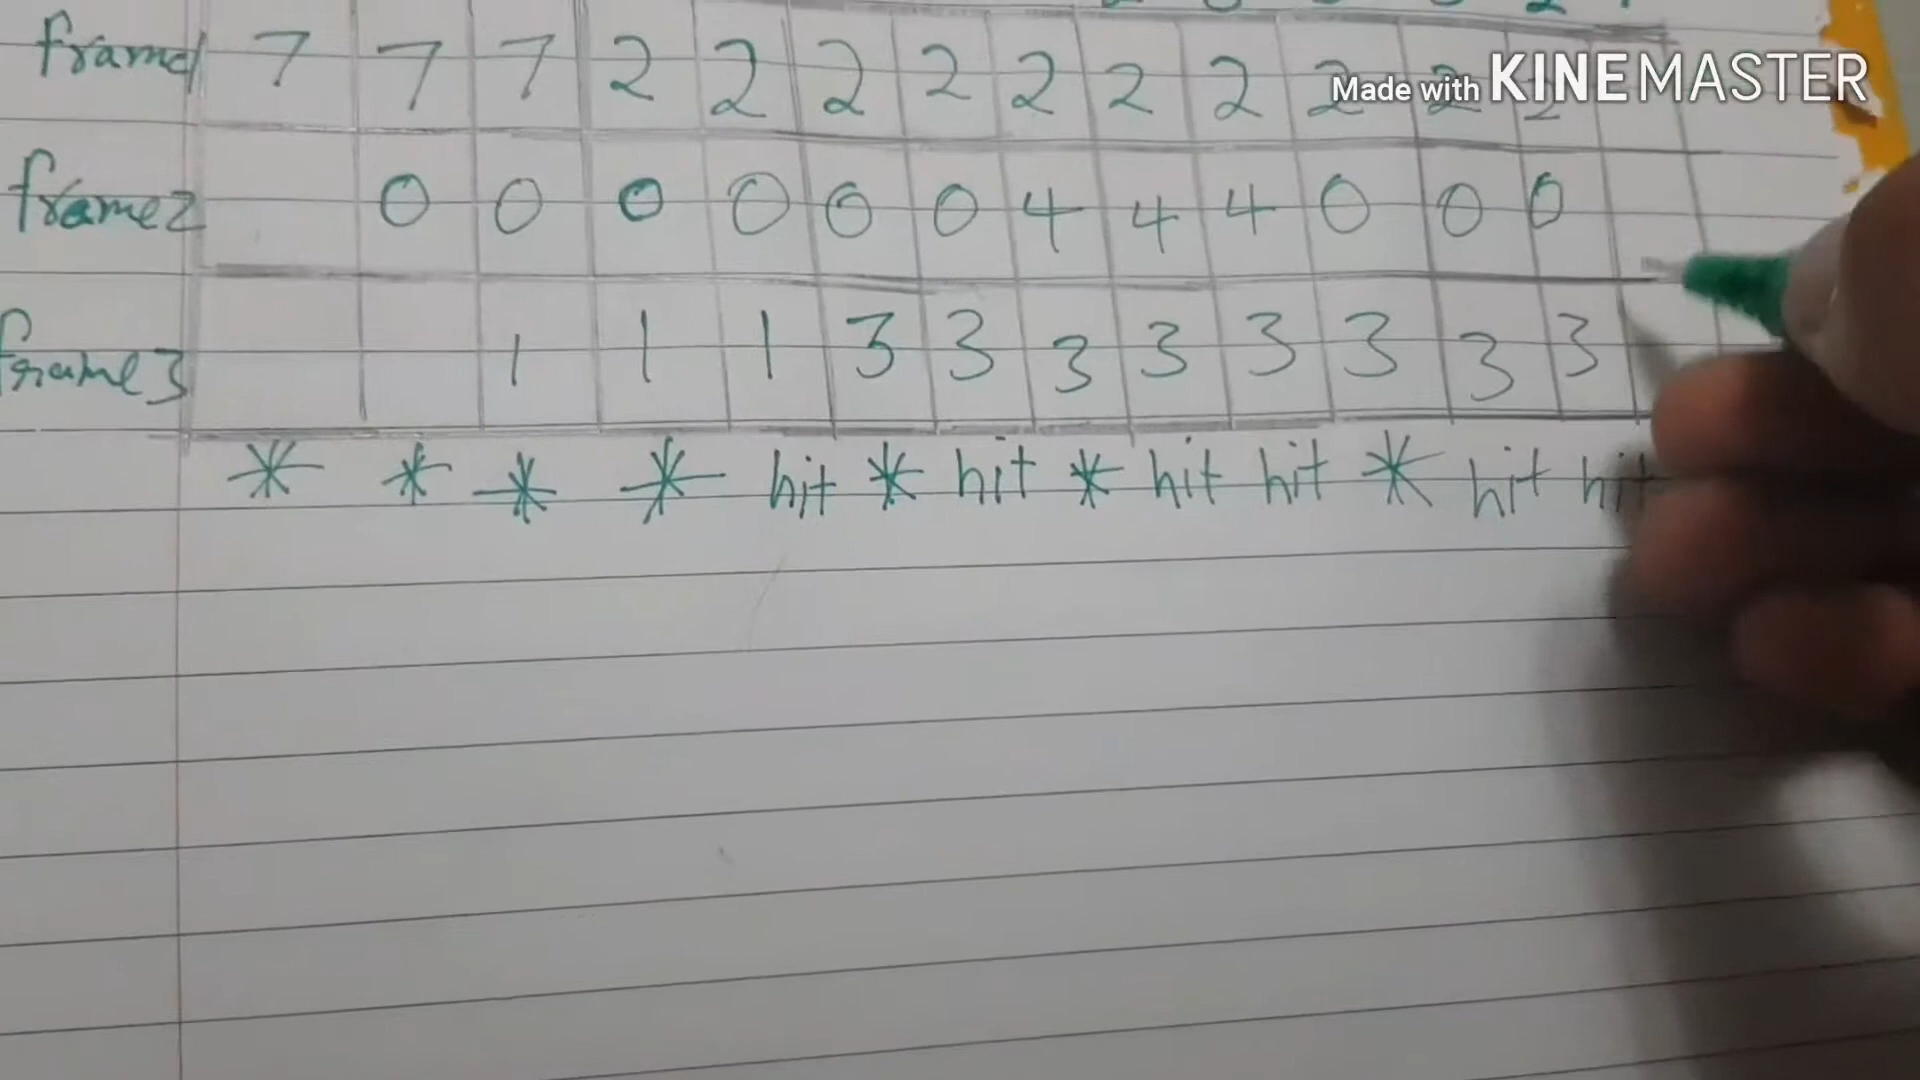 frame1 7 7 7 2 2 2 2 2 2 2 2 2 2
Made with KINEMASTER
frame2 0 0 0 0 0 0 4 4 4 0 0 0
frame3 1 1 1 3 3 3 3 3 3 3 3
* * * * hit * hit * hit hit * hit hit